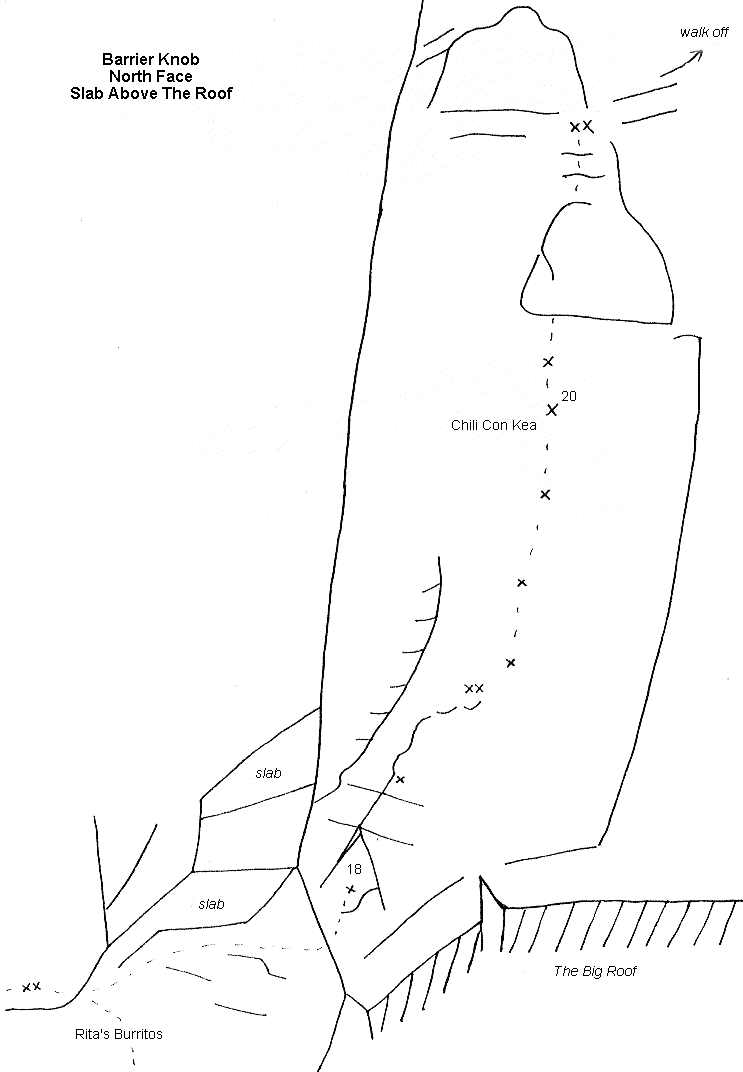 Barrier Knob
North Face
Slab Above The Roof
walk off
20
Chili Con Kea
slab
18
slab
The Big Roof
Rita's Burritos